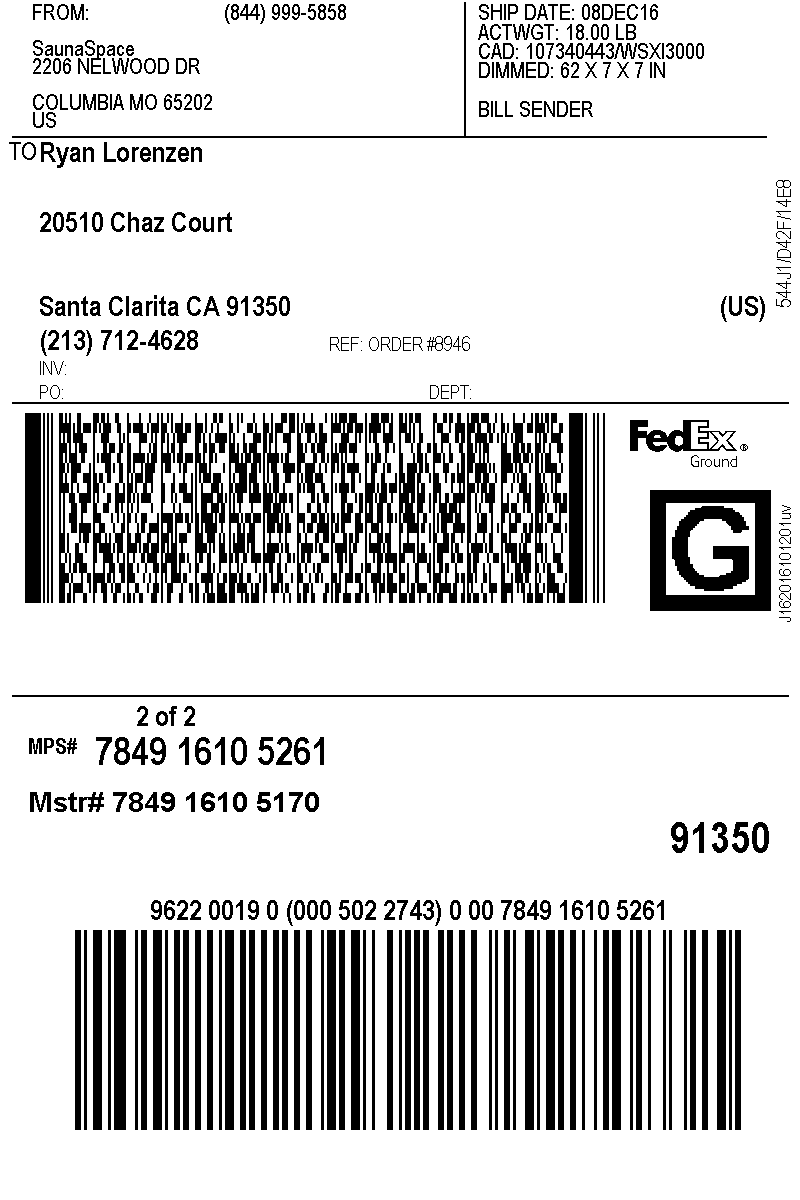 FROM: (844) 999-5858
SaunaSpace
2206 NELWOOD DR
COLUMBIA MO 65202
US
SHIP DATE: 08DEC16
ACTWGT: 18.00 LB
CAD: 107340443/WSXI3000
DIMMED: 62 X 7 X 7 IN
BILL SENDER
TO Ryan Lorenzen
20510 Chaz Court
Santa Clarita CA 91350 (US)
(213) 712-4628 REF: ORDER #8946
INV:
PO: DEPT:
544J1/D42F/14E8
FedEx®
Ground
G
J162016101201uv
2 of 2
MPS# 7849 1610 5261
Mstr# 7849 1610 5170
91350
9622 0019 0 (000 502 2743) 0 00 7849 1610 5261